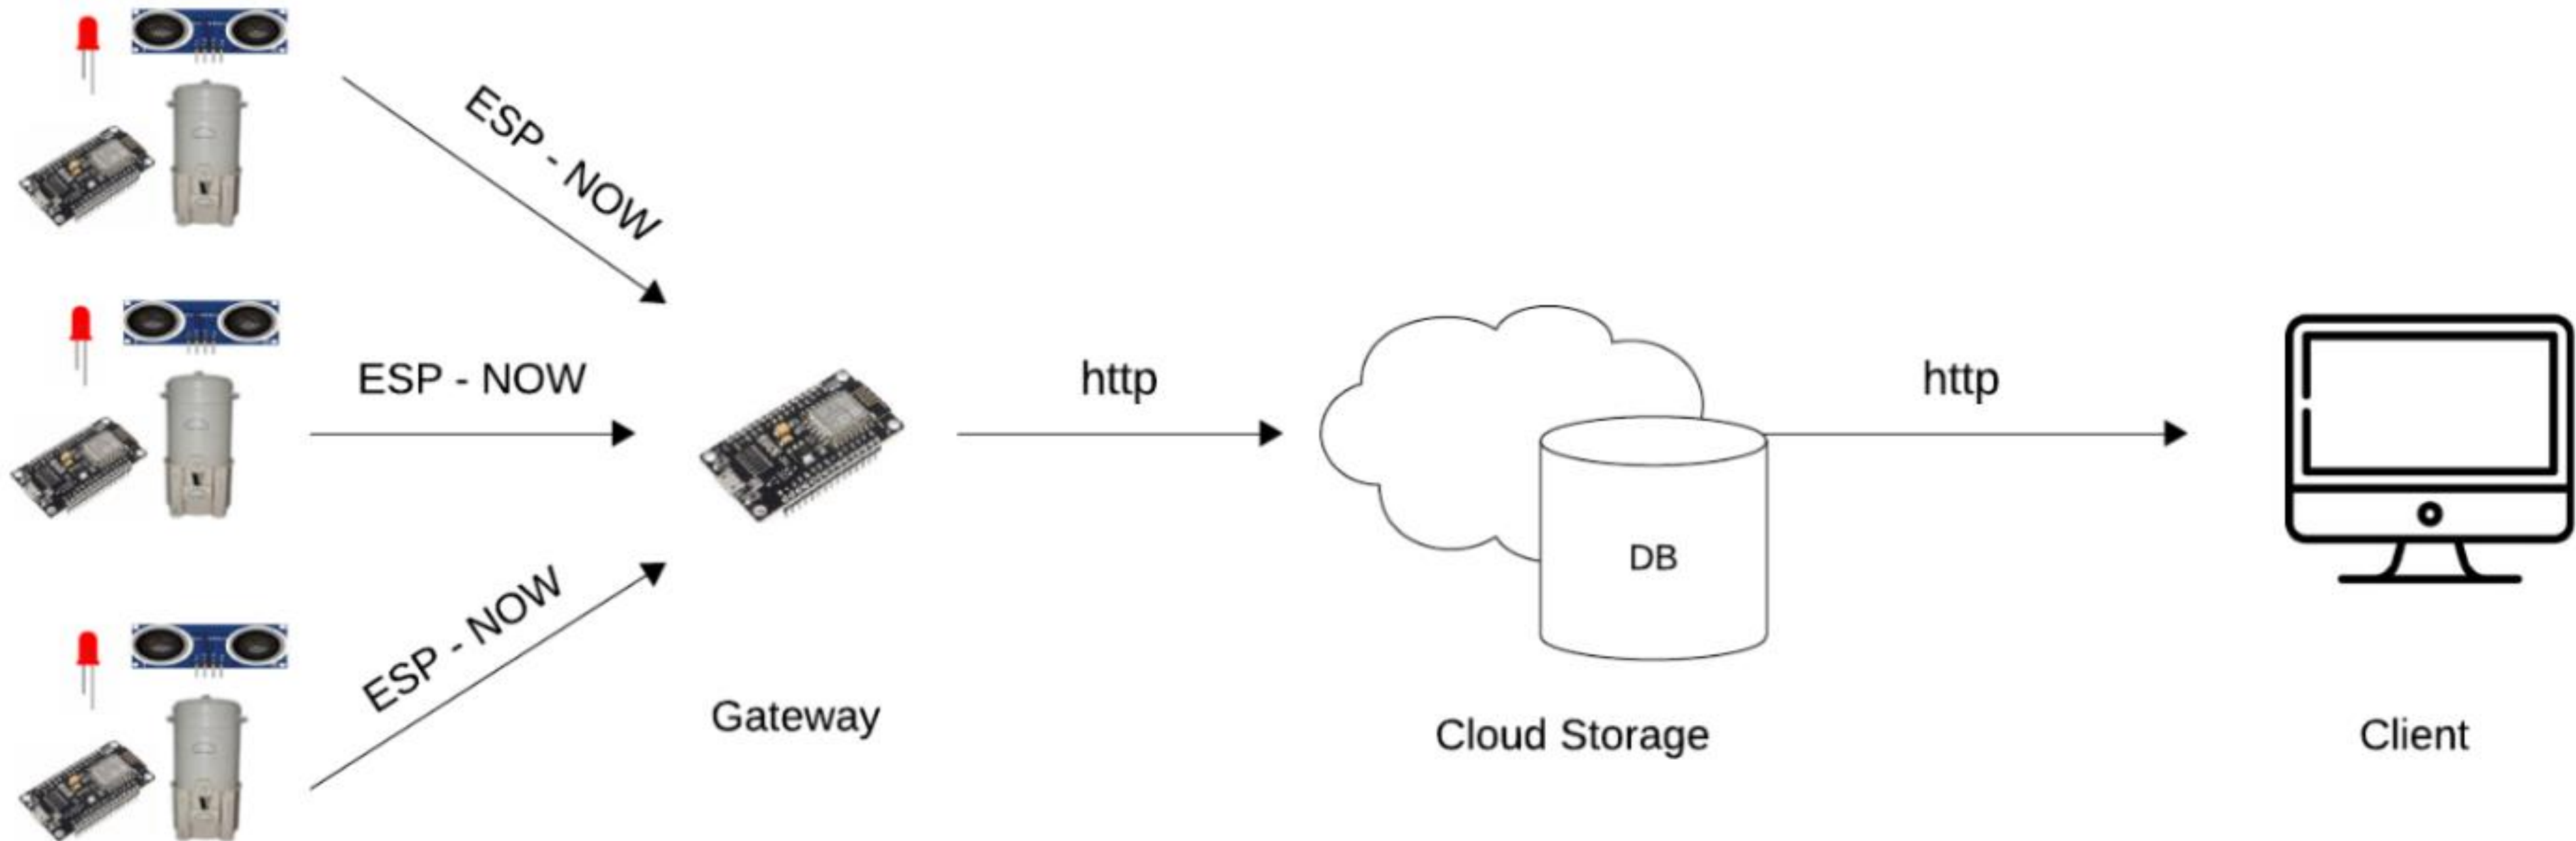 ESP - NOW
ESP - NOW
http
http
DB
ESP - NOW
Gateway
Cloud Storage
Client